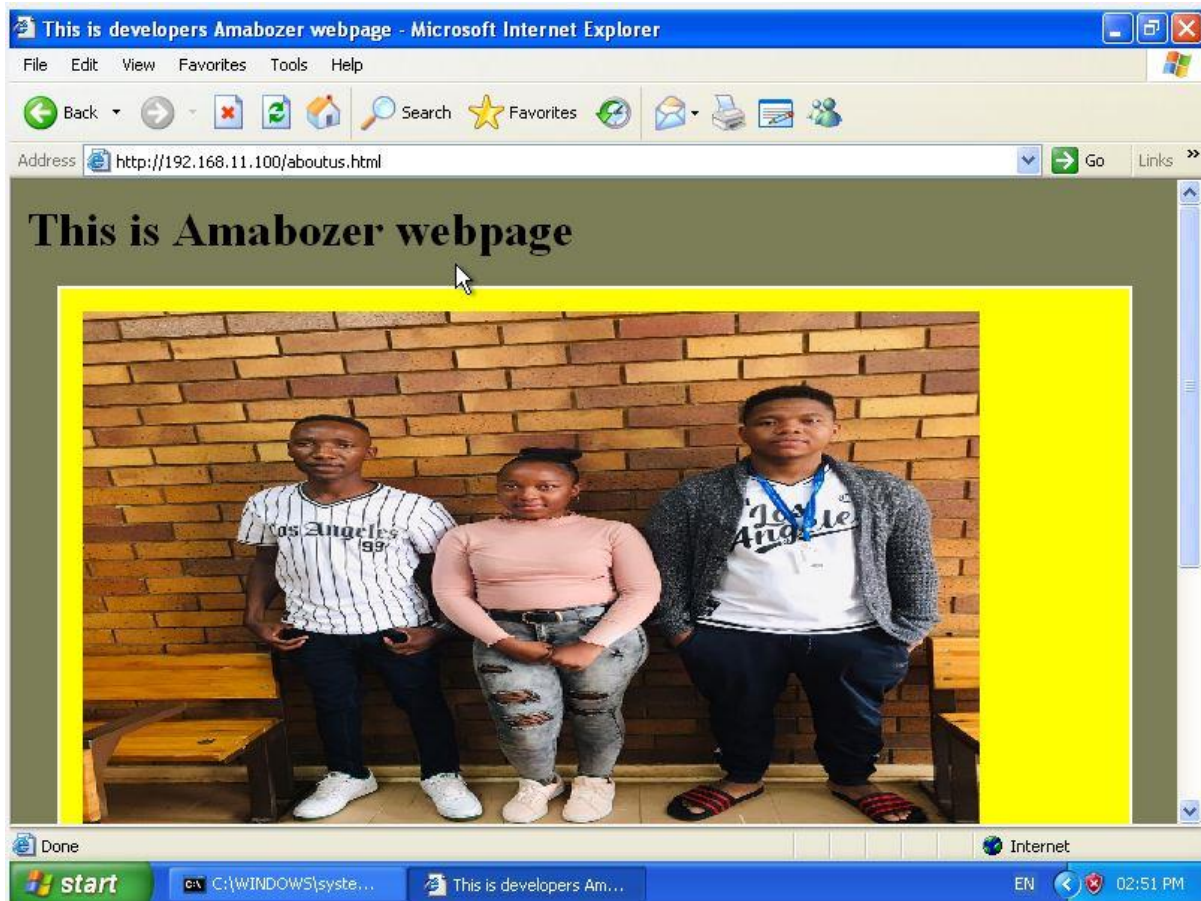 This is developers Amabozer webpage - Microsoft Internet Explorer
File Edit View Favorites Tools Help
Back Search Favorites
Address http://192.168.11.100/aboutus.html Go Links »
This is Amabozer webpage
Los Angeles
'99
Los
Angele
Done Internet
start C:\WINDOWS\syste... This is developers Am... EN 02:51 PM